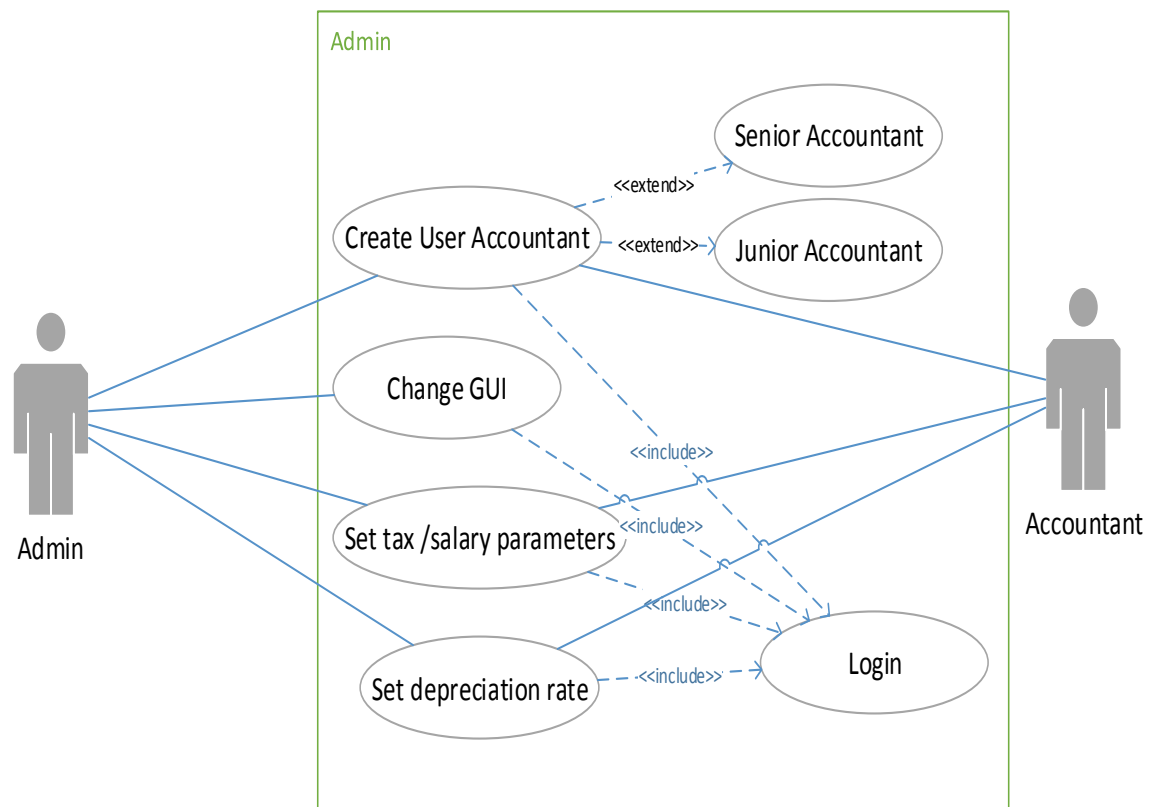 Admin
Senior Accountant
<<extend>>
Create User Accountant
<<extend>>
Junior Accountant
Change GUI
<<include>>
Set tax /salary parameters
<<include>>
Admin
Accountant
<<include>>
Login
Set depreciation rate
<<include>>